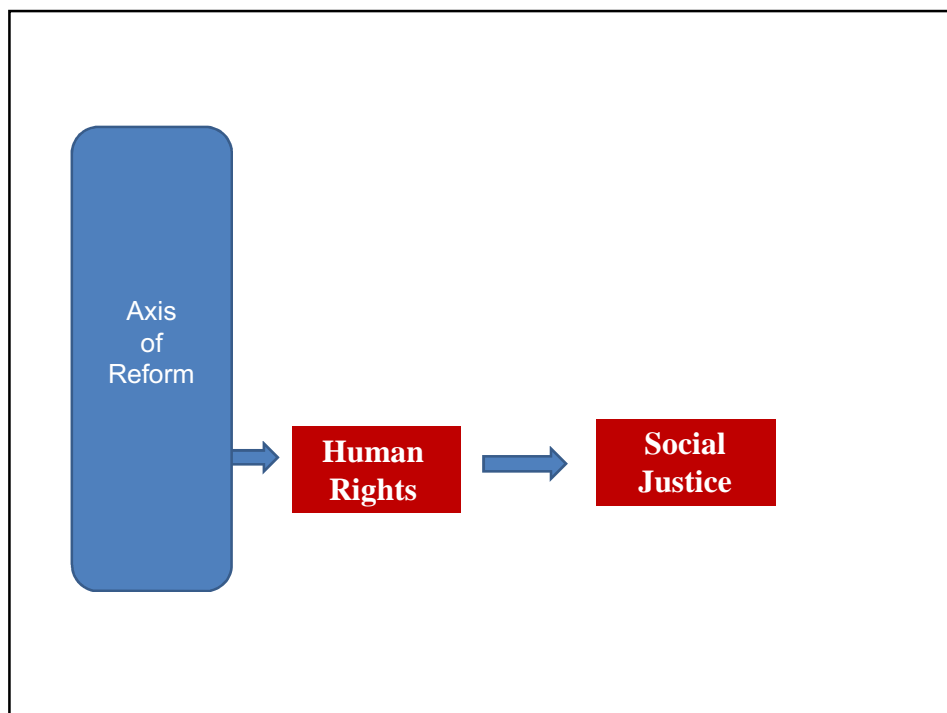 Axis
of
Reform
Human
Rights
Social
Justice